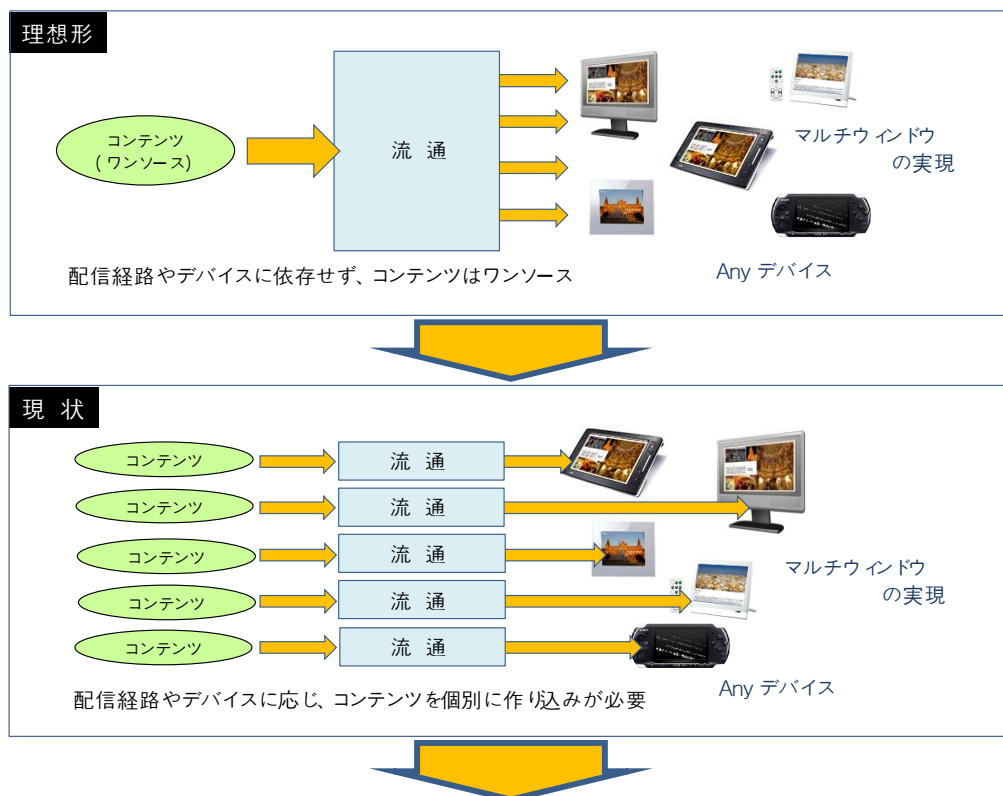 理想形
コンテンツ
(ワンソース)
流 通
マルチウィンドウ
の実現
Any デバイス
配信経路やデバイスに依存せず、コンテンツはワンソース
現 状
コンテンツ
流 通
コンテンツ
流 通
コンテンツ
流 通
コンテンツ
流 通
コンテンツ
流 通
マルチウィンドウ
の実現
Any デバイス
配信経路やデバイスに応じ、コンテンツを個別に作り込みが必要